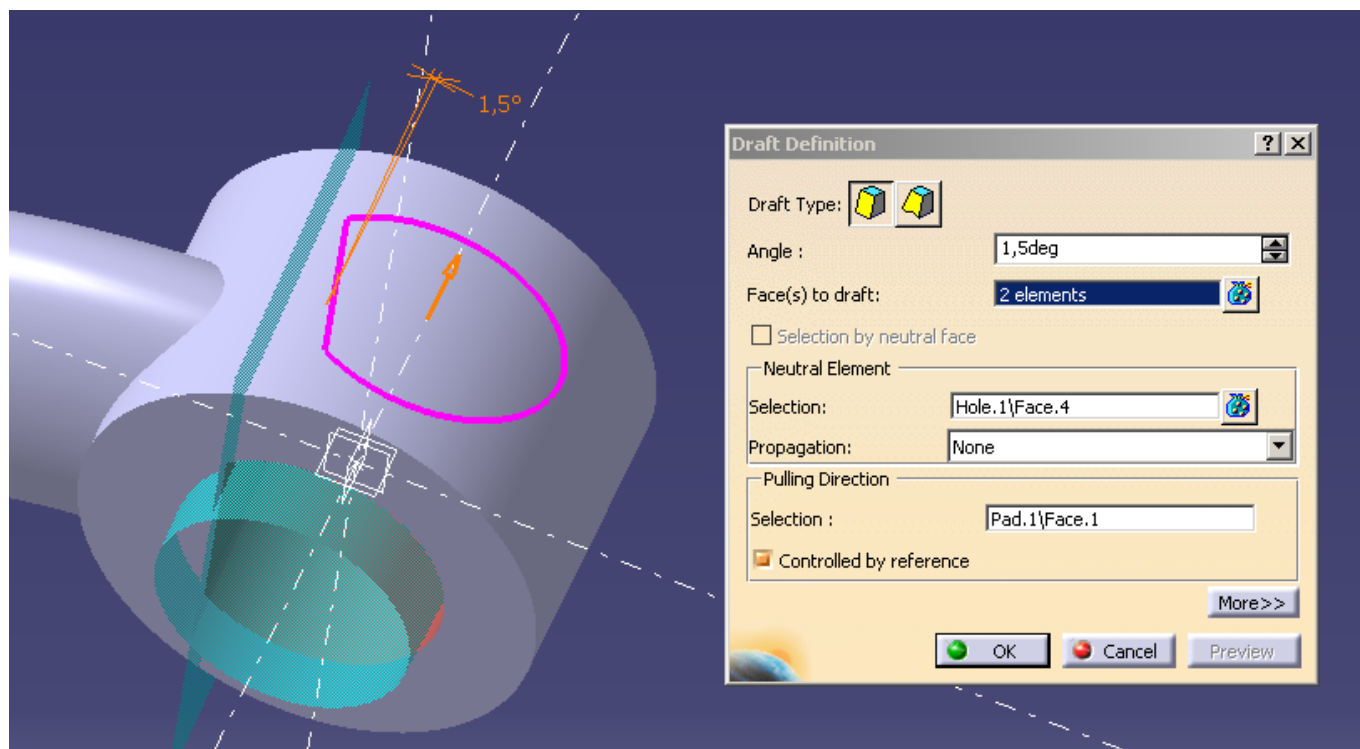 1,5°
Draft Definition
Draft Type:
Angle :
1,5deg
Face(s) to draft:
2 elements
Selection by neutral face
Neutral Element
Selection:
Hole.1\Face.4
Propagation:
None
Pulling Direction
Selection :
Pad.1\Face.1
Controlled by reference
More>>
OK
Cancel
Preview